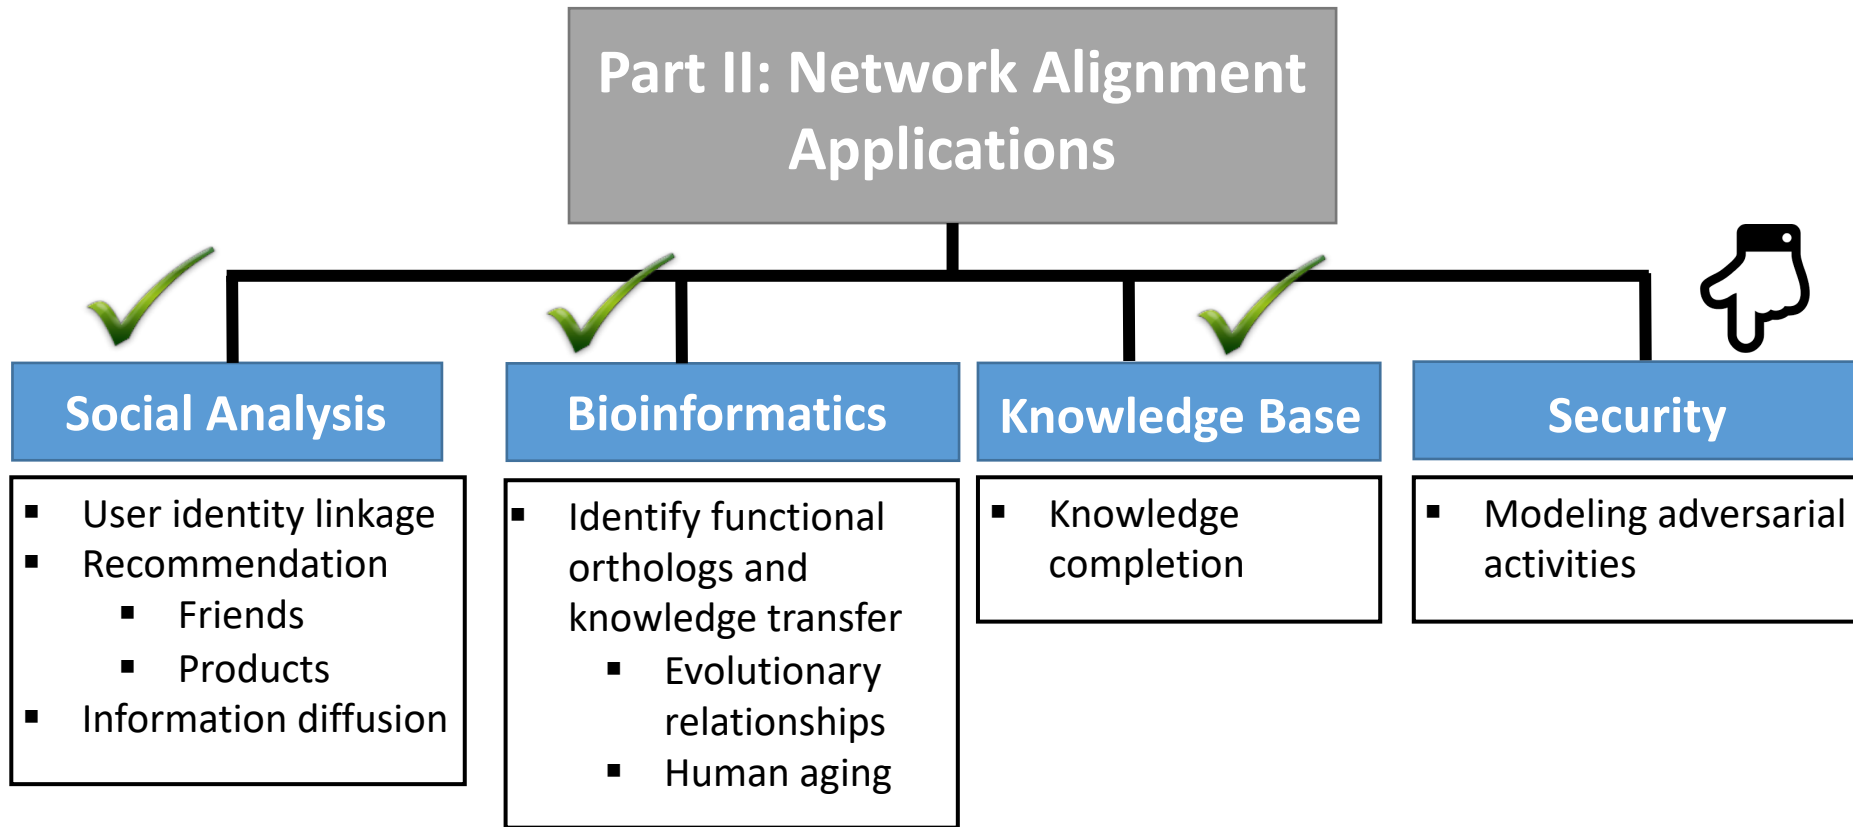 Part II: Network Alignment
Applications
Social Analysis
▪ User identity linkage
▪ Recommendation
▪ Friends
▪ Products
▪ Information diffusion
Bioinformatics
▪ Identify functional
orthologs and
knowledge transfer
▪ Evolutionary
relationships
▪ Human aging
Knowledge Base
▪ Knowledge
completion
Security
▪ Modeling adversarial
activities